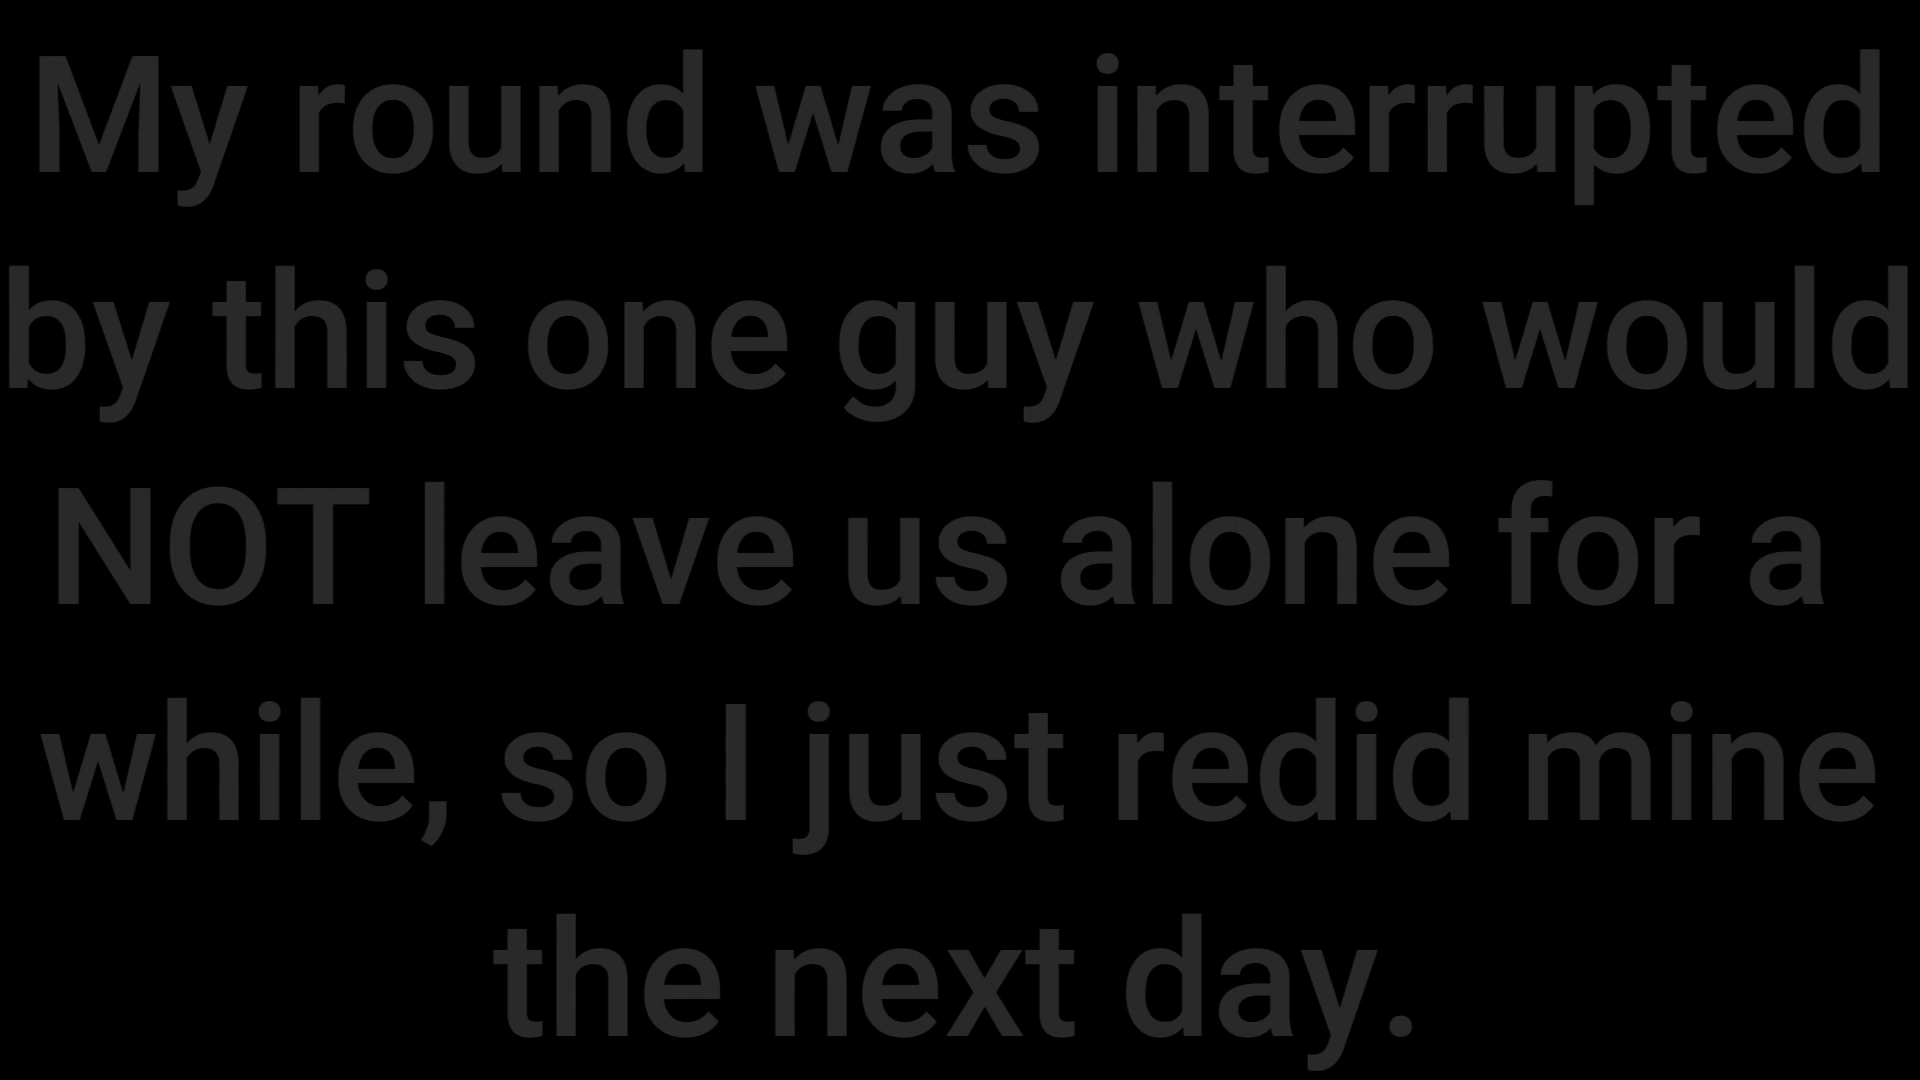 My round was interrupted
by this one guy who would
NOT leave us alone for a
while, so I just redid mine
the next day.